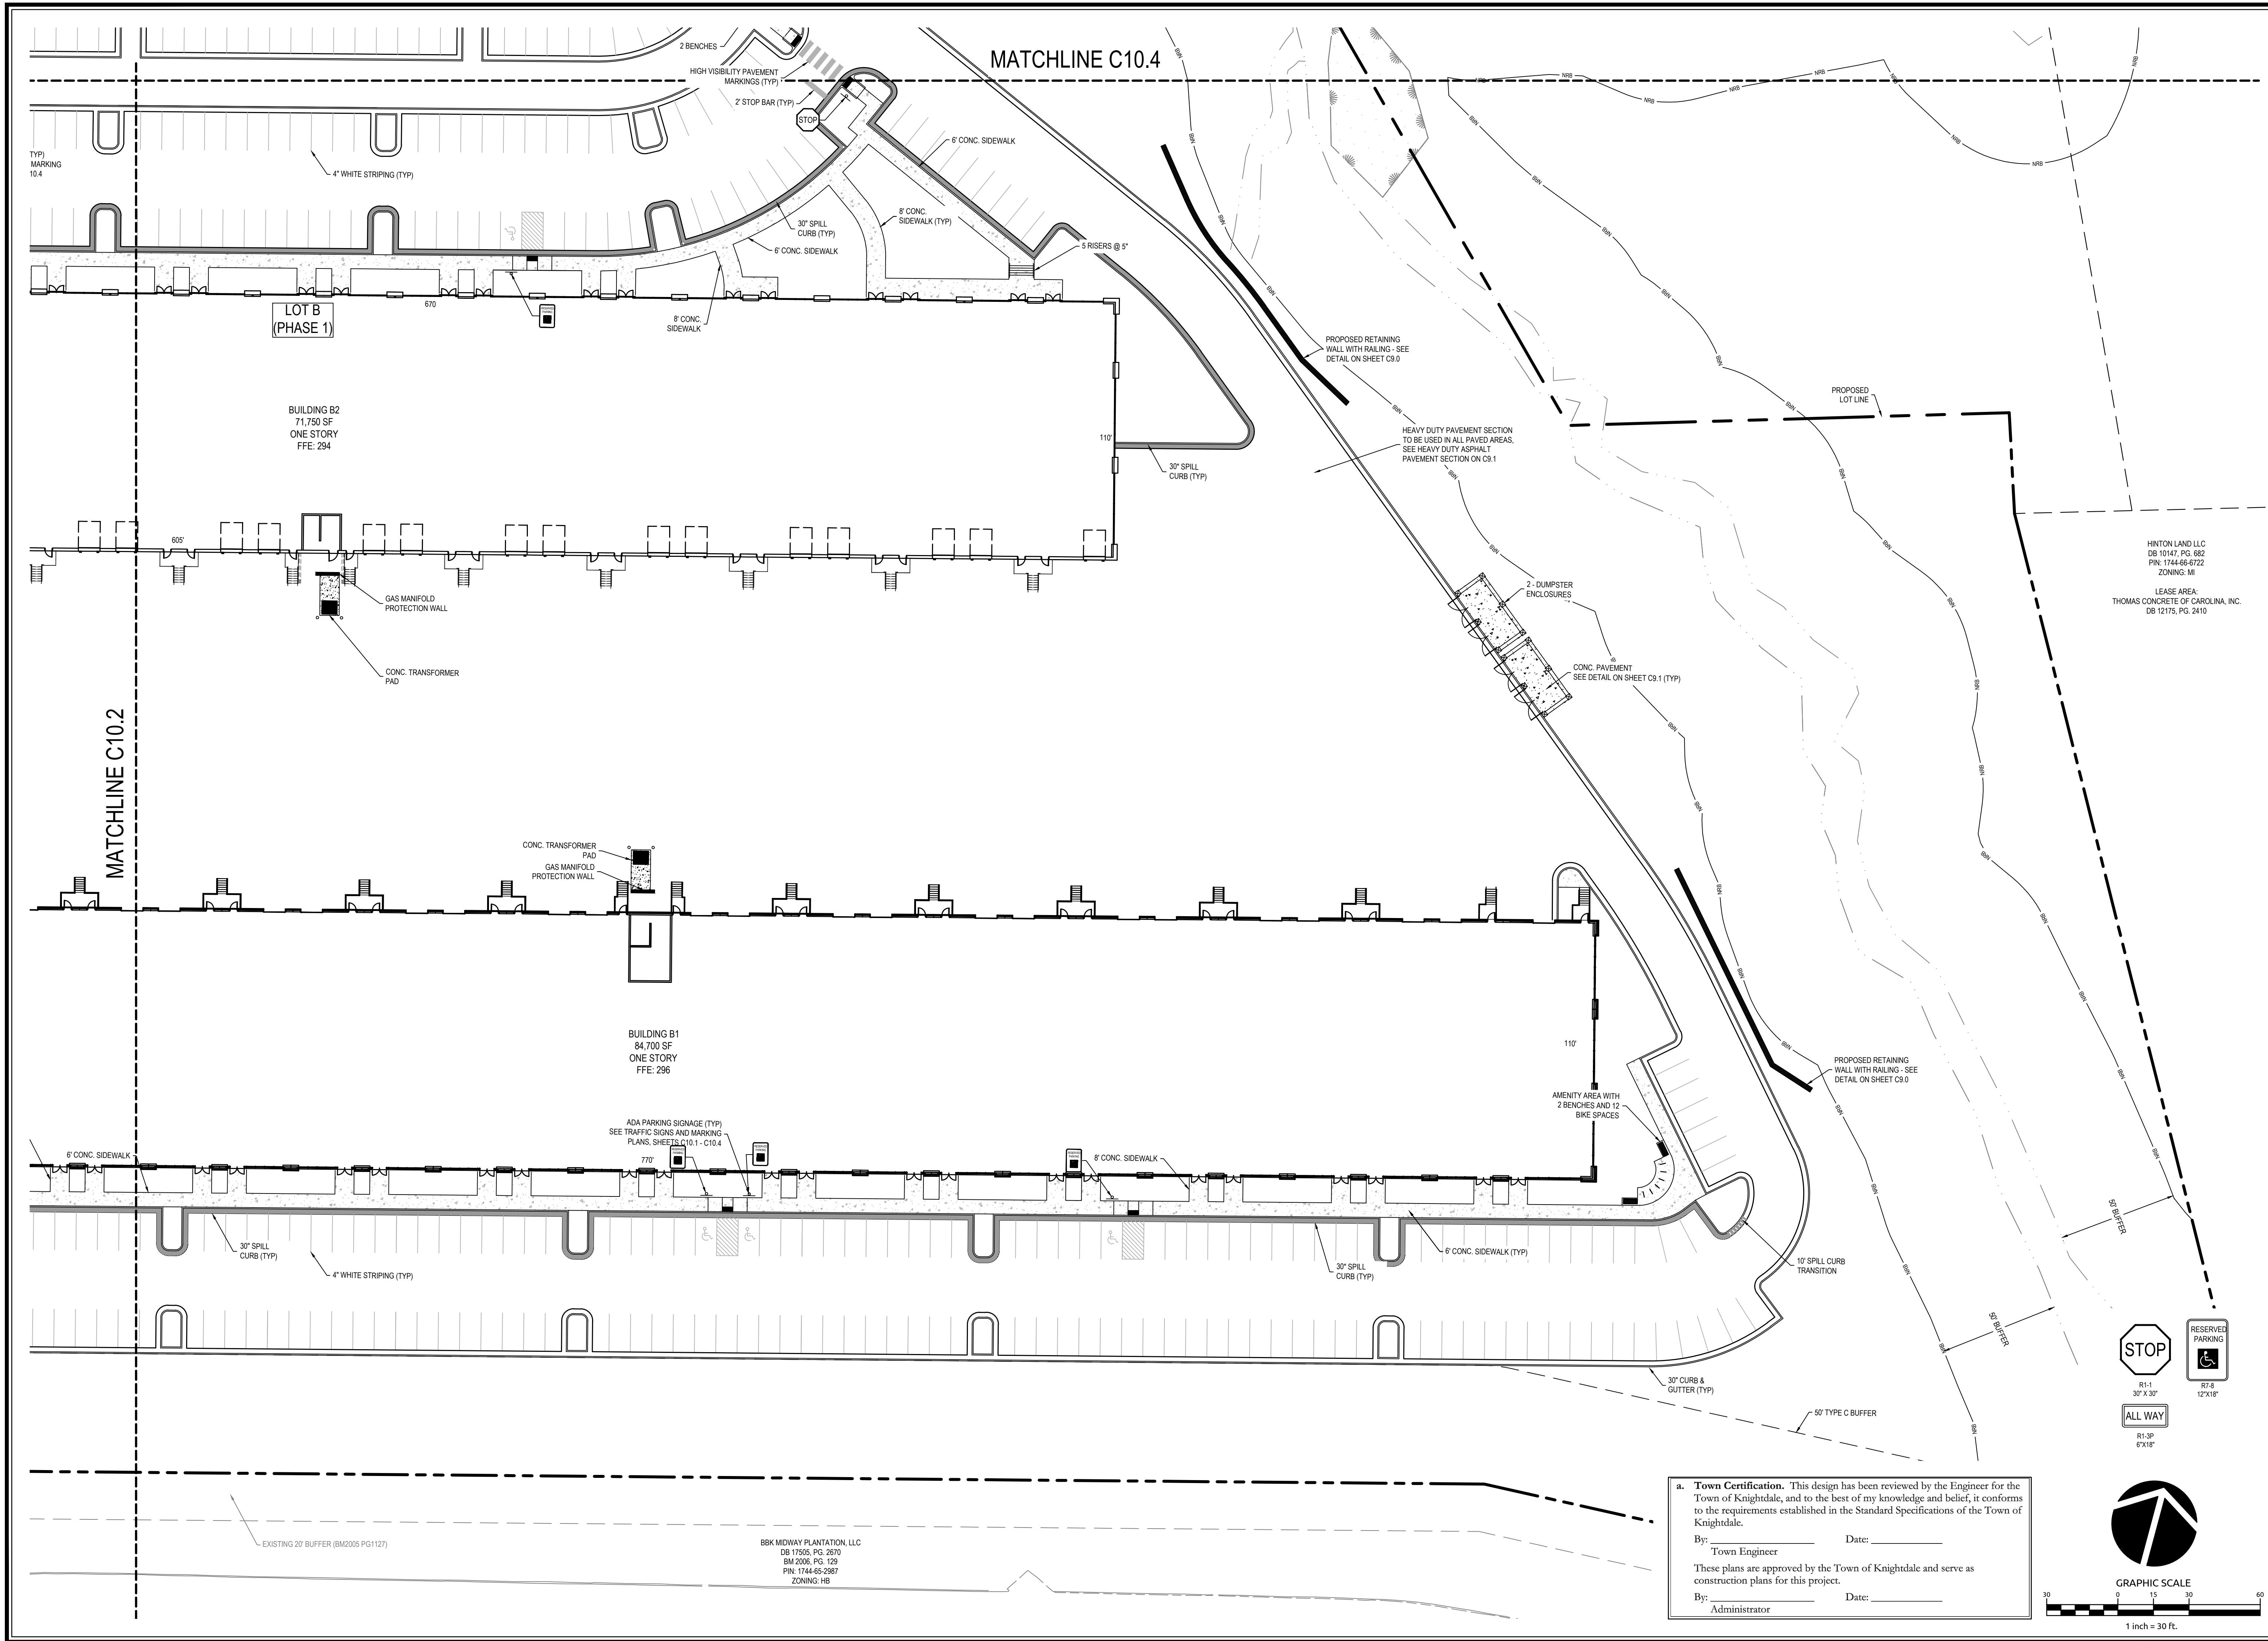 2 BENCHES
MATCHLINE C10.4
HIGH VISIBILITY PAVEMENT
MARKINGS (TYP)
2' STOP BAR (TYP)
STOP
6' CONC. SIDEWALK
TYP)
MARKING
10.4
4" WHITE STRIPING (TYP)
30" SPILL
CURB (TYP)
8' CONC.
SIDEWALK (TYP)
6' CONC. SIDEWALK
5 RISERS @ 5"
LOT B
(PHASE 1)
670
8' CONC.
SIDEWALK
PROPOSED RETAINING
WALL WITH RAILING - SEE
DETAIL ON SHEET C9.0
PROPOSED
LOT LINE
BUILDING B2
71,750 SF
ONE STORY
FFE: 294
110'
HEAVY DUTY PAVEMENT SECTION
TO BE USED IN ALL PAVED AREAS,
SEE HEAVY DUTY ASPHALT
PAVEMENT SECTION ON C9.1
30" SPILL
CURB (TYP)
605'
HINTON LAND LLC
DB 10147, PG. 682
PIN: 1744-66-6722
ZONING: MI
LEASE AREA:
THOMAS CONCRETE OF CAROLINA, INC.
DB 12175, PG. 2410
GAS MANIFOLD
PROTECTION WALL
2 - DUMPSTER
ENCLOSURES
CONC. TRANSFORMER
PAD
CONC. PAVEMENT
SEE DETAIL ON SHEET C9.1 (TYP)
MATCHLINE C10.2
CONC. TRANSFORMER
PAD
GAS MANIFOLD
PROTECTION WALL
BUILDING B1
84,700 SF
ONE STORY
FFE: 296
110'
PROPOSED RETAINING
WALL WITH RAILING - SEE
DETAIL ON SHEET C9.0
AMENITY AREA WITH
2 BENCHES AND 12
BIKE SPACES
ADA PARKING SIGNAGE (TYP)
SEE TRAFFIC SIGNS AND MARKING
PLANS, SHEETS C10.1 - C10.4
6' CONC. SIDEWALK
770'
8' CONC. SIDEWALK
50' BUFFER
30" SPILL
CURB (TYP)
4" WHITE STRIPING (TYP)
6' CONC. SIDEWALK (TYP)
30" SPILL
CURB (TYP)
10' SPILL CURB
TRANSITION
50' BUFFER
STOP
R1-1
30" X 30"
RESERVED
PARKING
R7-8
12"X18"
ALL WAY
R1-3P
6"X18"
30" CURB &
GUTTER (TYP)
50' TYPE C BUFFER
EXISTING 20' BUFFER (BM2005 PG1127)
BBK MIDWAY PLANTATION, LLC
DB 17505, PG. 2670
BM 2006, PG. 129
PIN: 1744-65-2987
ZONING: HB
a. Town Certification. This design has been reviewed by the Engineer for the
Town of Knightdale, and to the best of my knowledge and belief, it conforms
to the requirements established in the Standard Specifications of the Town of
Knightdale.
By: ____________________ Date: ______________
Town Engineer
These plans are approved by the Town of Knightdale and serve as
construction plans for this project.
By: ____________________ Date: ______________
Administrator
GRAPHIC SCALE
30 0 15 30 60
1 inch = 30 ft.